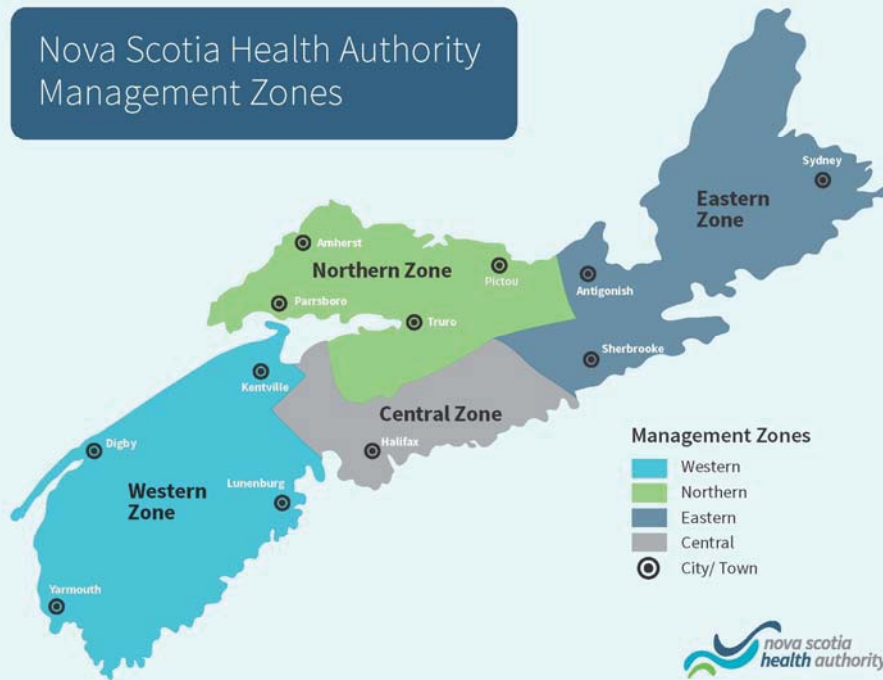 Nova Scotia Health Authority
Management Zones
Sydney
Eastern
Zone
Amherst
Northern Zone
Pictou
Antigonish
Parrsboro
Truro
Sherbrooke
Kentville
Central Zone
Halifax
Digby
Lunenburg
Western
Zone
Yarmouth
Management Zones
Western
Northern
Eastern
Central
City/ Town
nova scotia
health authority